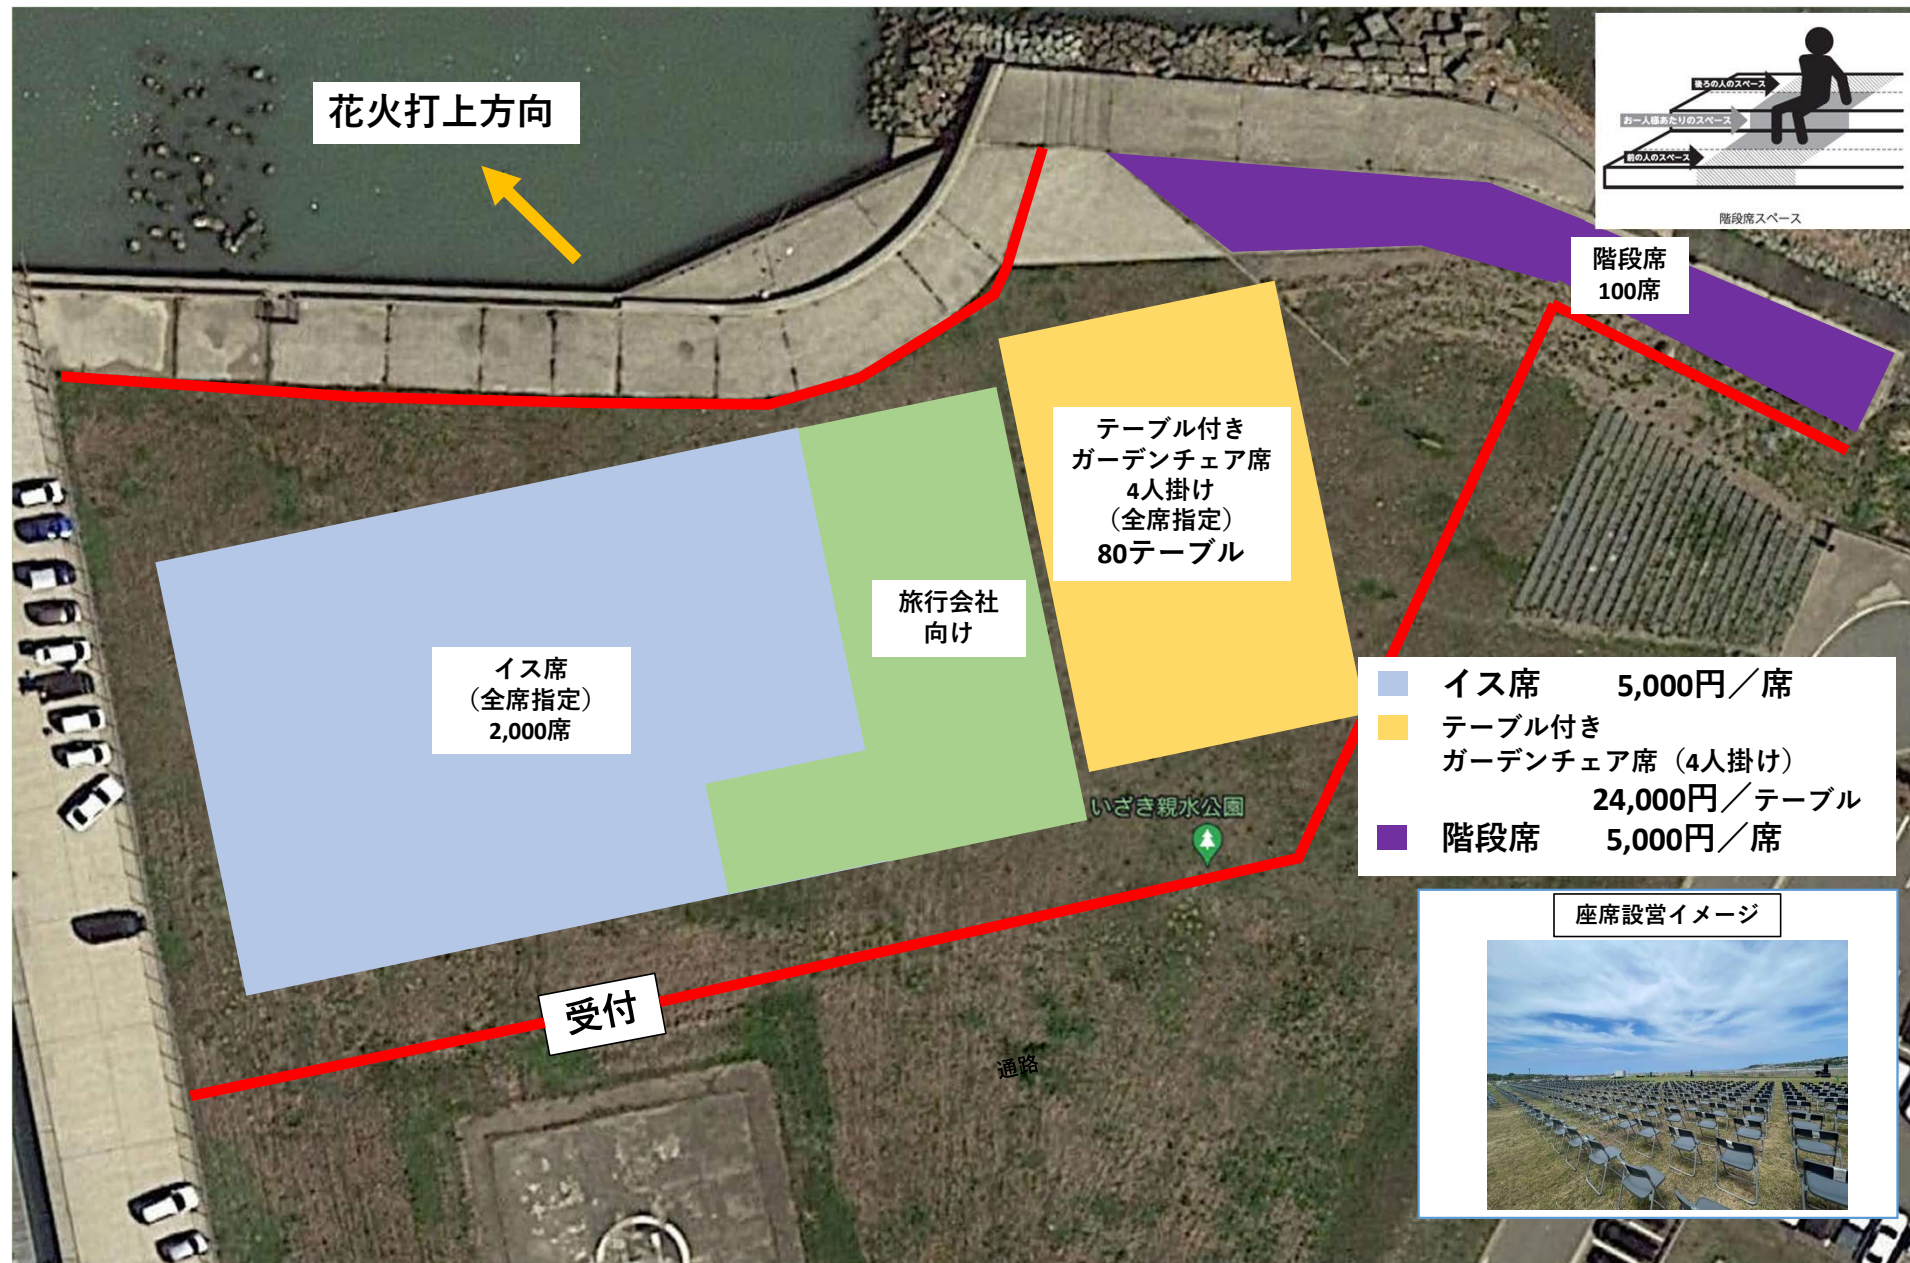 花火打上方向
後ろの人のスペース
お一人様あたりのスペース
前の人のスペース
階段席スペース
階段席
100席
テーブル付き
ガーデンチェア席
4人掛け
（全席指定）
80テーブル
旅行会社
向け
イス席
（全席指定）
2,000席
いざき親水公園
イス席 5,000円／席
テーブル付き
ガーデンチェア席（4人掛け）
24,000円／テーブル
階段席 5,000円／席
座席設営イメージ
受付
通路